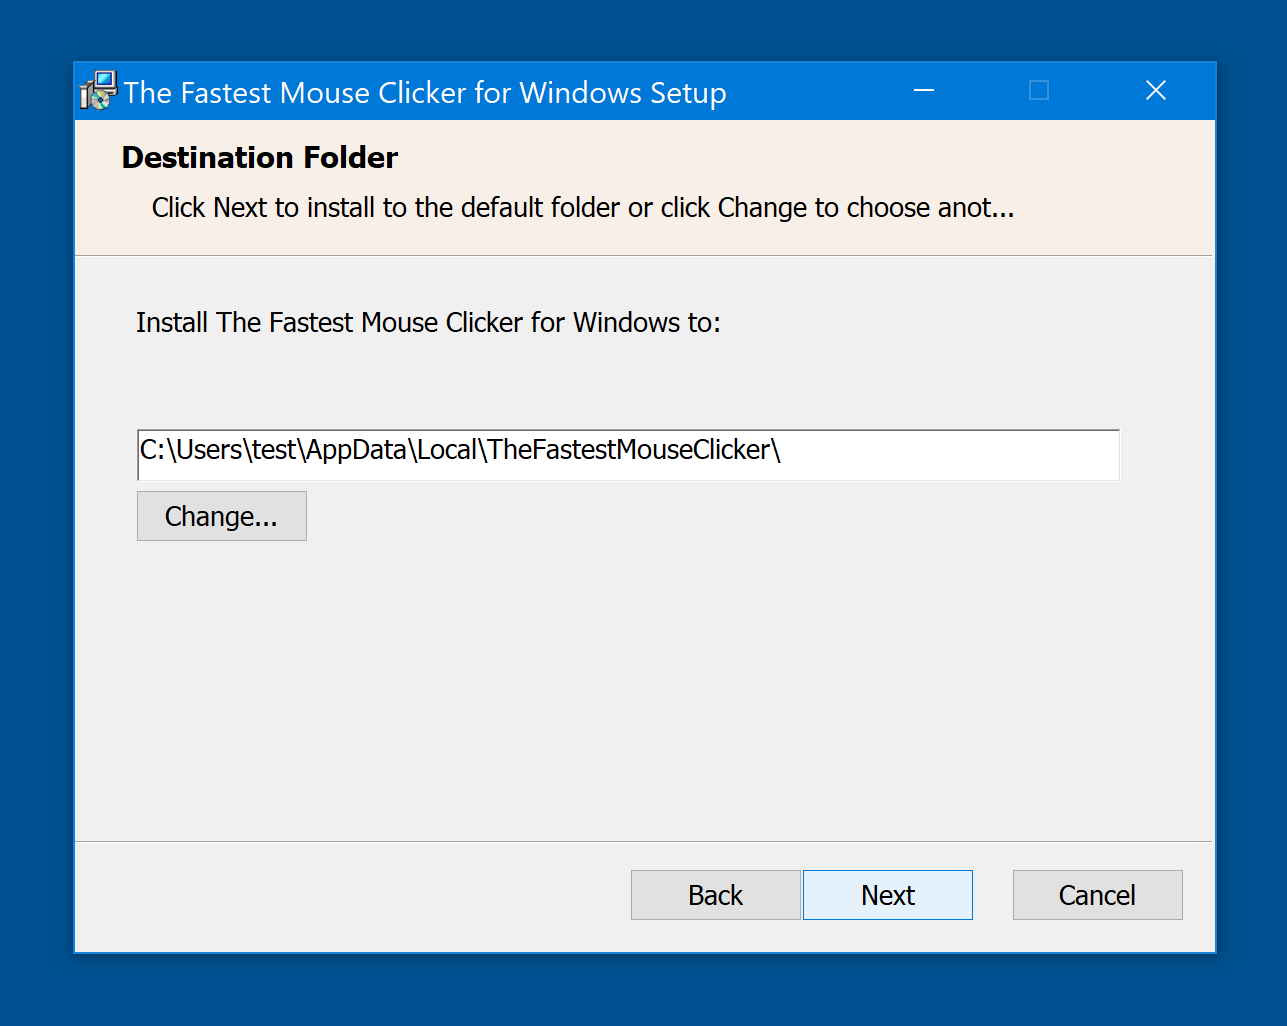 The Fastest Mouse Clicker for Windows Setup
Destination Folder
Click Next to install to the default folder or click Change to choose anot...
Install The Fastest Mouse Clicker for Windows to:
C:\Users\test\AppData\Local\TheFastestMouseClicker\
Change...
Back Next Cancel